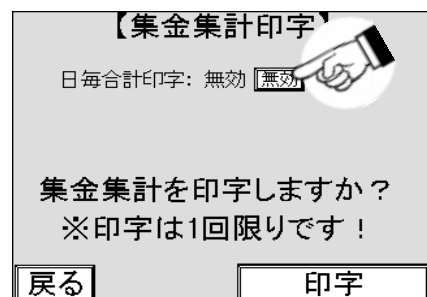 【集金集計印字】
日毎合計印字: 無効 無効
集金集計を印字しますか?
※印字は1回限りです!
戻る 印字